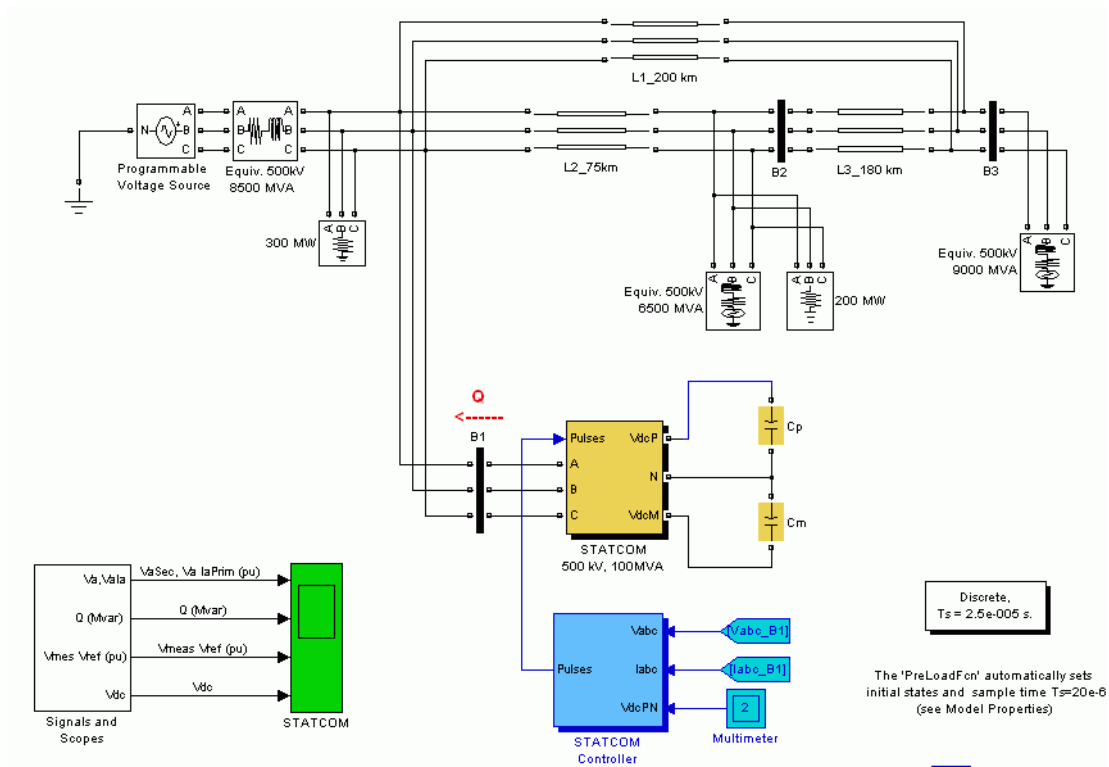 L1_200 km
A
B
C
N
A
B
C
A
B
C
A
B
C
Programmable
Voltage Source
Equiv. 500kV
8500 MVA
L2_75km
B2
L3_180 km
B3
300 MW
A
B
C
Equiv. 500kV
6500 MVA
A
B
C
A
B
C
200 MW
Equiv. 500kV
9000 MVA
A
B
C
Q
<------
B1
Pulses
A
B
C
VdcP
N
VdcM
STATCOM
500 kV, 100MVA
Cp
Cm
Va,VaIa
Q (Mvar)
Vmes Vref (pu)
Vdc
VaSec, Va IaPrim (pu)
Q (Mvar)
Vmeas Vref (pu)
Vdc
Signals and
Scopes
STATCOM
Pulses
Vabc
Iabc
VdcPN
[Vabc_B1]
[Iabc_B1]
2
Multimeter
STATCOM
Controller
Discrete,
Ts = 2.5e-005 s.
The 'PreLoadFcn' automatically sets
initial states and sample time Ts=20e-6
(see Model Properties)